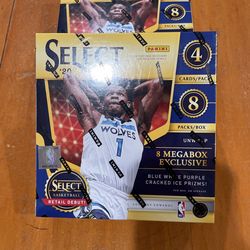 SELECT
PANINI
4
CARDS/PACK
8
PACKS/BOX
WOLVES
1
8 MEGABOX
EXCLUSIVE
BLUE WHITE PURPLE
CRACKED ICE PRIZMS!
SELECT
BASKETBALL
RETAIL DEBUT!
NBA